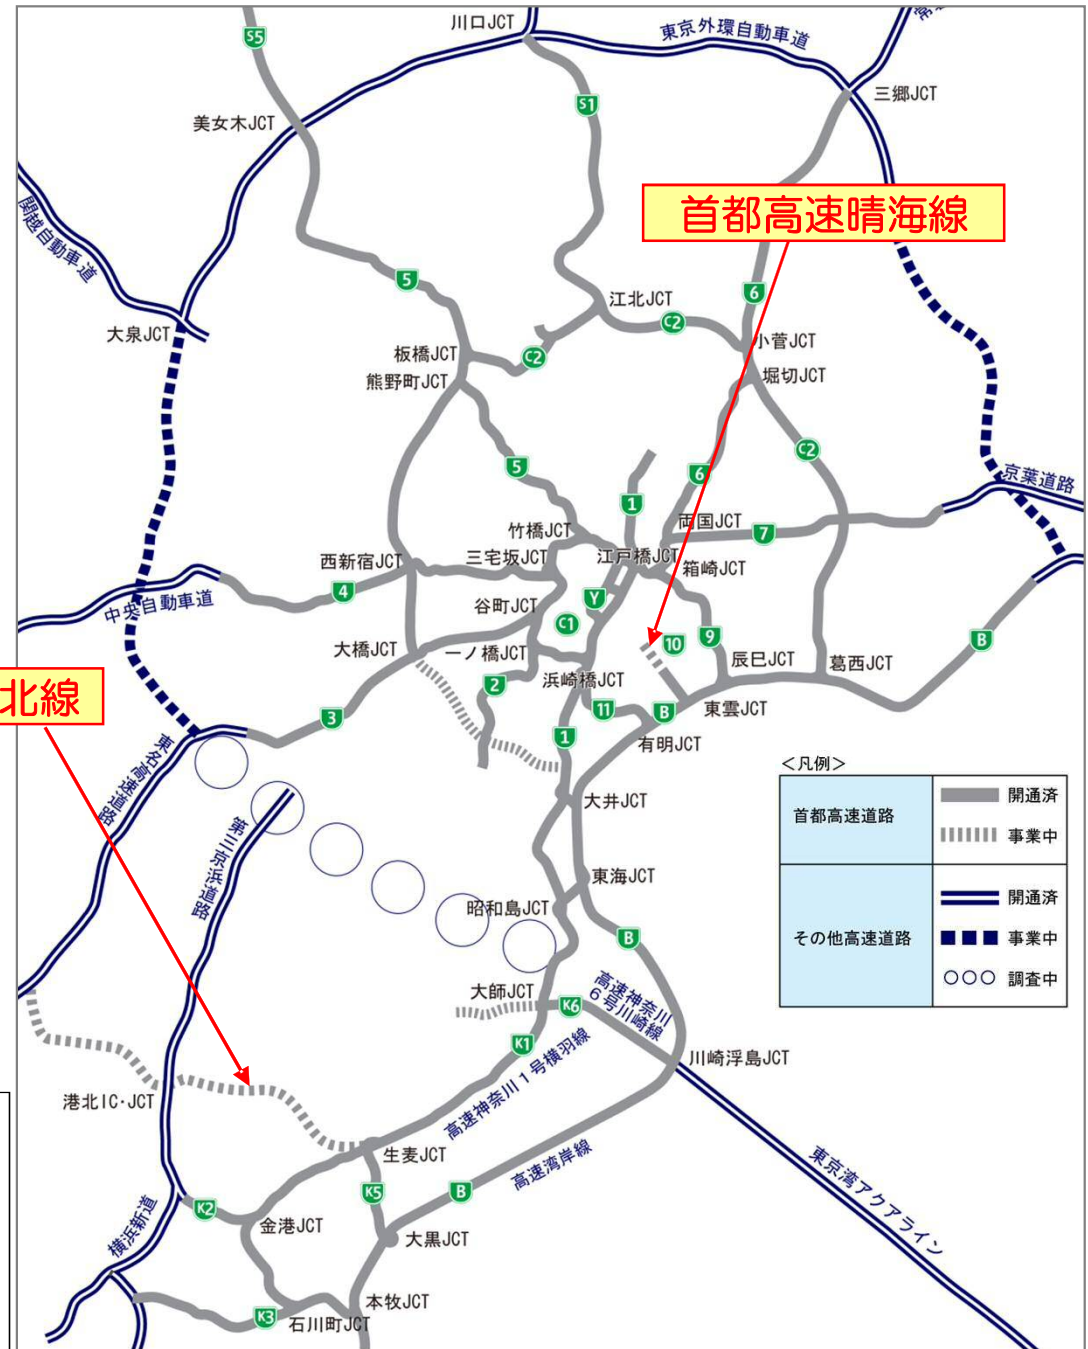 川口JCT
東京外環自動車道
S5
三郷JCT
S1
美女木JCT
首都高速晴海線
関越自動車道
5
江北JCT
6
大泉JCT
C2
小菅JCT
板橋JCT
C2
熊野町JCT
堀切JCT
C2
5
6
京葉道路
1
両国JCT
7
竹橋JCT
江戸橋JCT
西新宿JCT
三宅坂JCT
箱崎JCT
4
中央自動車道
谷町JCT
Y
C1
10
9
B
大橋JCT
一ノ橋JCT
辰巳JCT
葛西JCT
2
浜崎橋JCT
北線
3
11
B
東雲JCT
1
有明JCT
東名高速道路
<凡例>
大井JCT
首都高速道路
開通済
事業中
第三京浜道路
東海JCT
昭和島JCT
その他高速道路
開通済
事業中
調査中
B
大師JCT
K6
高速神奈川
6号川崎線
K1
高速神奈川1号横羽線
川崎浮島JCT
港北IC・JCT
生麦JCT
高速湾岸線
東京湾アクアライン
K5
B
横浜新道
K2
金港JCT
大黒JCT
本牧JCT
K3
石川町JCT